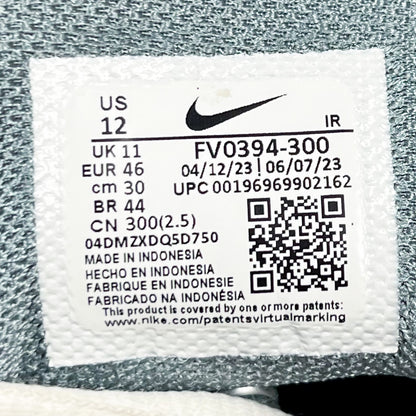 US
12
IR
UK 11
FV0394-300
EUR 46
04/12/23 | 06/07/23
cm 30
UPC 00196969902162
BR 44
CN 300(2.5)
04DMZXDQ5D750
MADE IN INDONESIA
HECHO EN INDONESIA
FABRIQUE EN INDONESIE
FABRICADO NA INDONÉSIA
This product is covered by one or more patents:
www.nike.com/patentsvirtualmarking